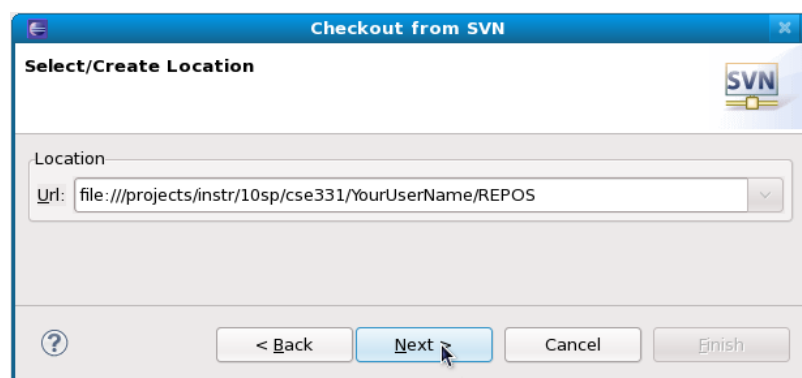 Checkout from SVN
Select/Create Location
SVN
Location
Url: file:///projects/instr/10sp/cse331/YourUserName/REPOS
? < Back Next > Cancel Finish